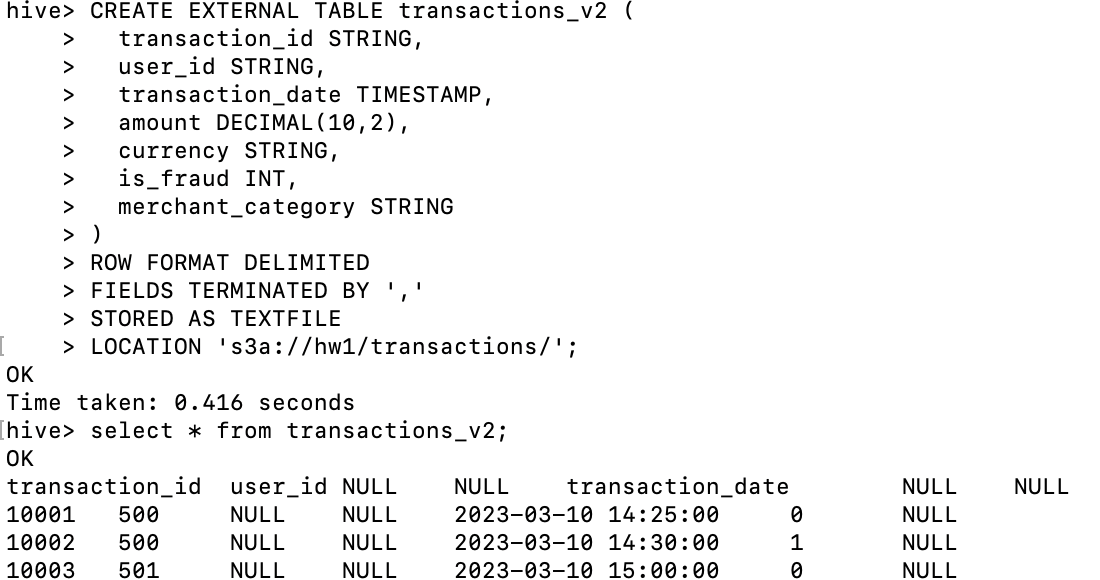 hive> CREATE EXTERNAL TABLE transactions_v2 (
    >   transaction_id STRING,
    >   user_id STRING,
    >   transaction_date TIMESTAMP,
    >   amount DECIMAL(10,2),
    >   currency STRING,
    >   is_fraud INT,
    >   merchant_category STRING
    > )
    > ROW FORMAT DELIMITED
    > FIELDS TERMINATED BY ','
    > STORED AS TEXTFILE
[    > LOCATION 's3a://hw1/transactions/';
OK
Time taken: 0.416 seconds
[hive> select * from transactions_v2;
OK
transaction_id  user_id NULL    NULL    transaction_date        NULL    NULL
10001   500     NULL    NULL    2023-03-10 14:25:00     0       NULL
10002   500     NULL    NULL    2023-03-10 14:30:00     1       NULL
10003   501     NULL    NULL    2023-03-10 15:00:00     0       NULL